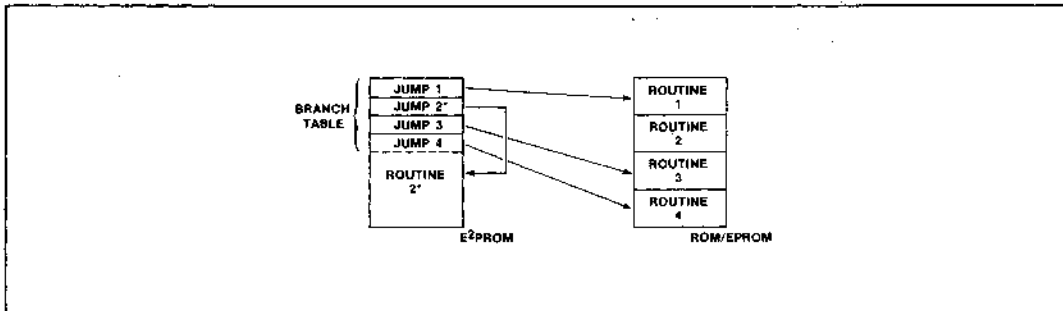 BRANCH
TABLE
JUMP 1
JUMP 2*
JUMP 3
JUMP 4
ROUTINE
2*
E²PROM
ROUTINE
1
ROUTINE
2
ROUTINE
3
ROUTINE
4
ROM/EPROM